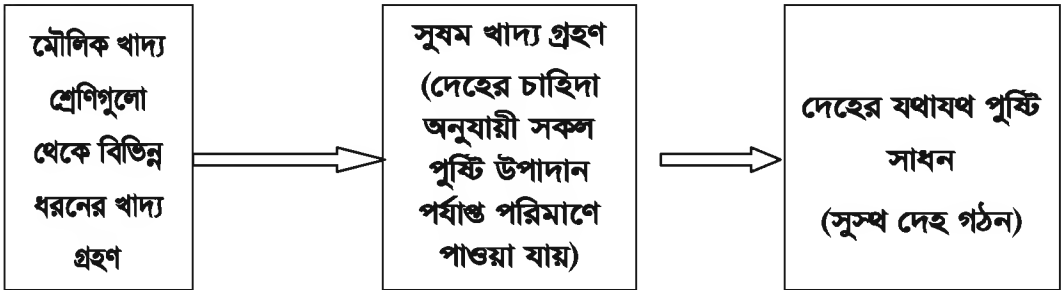 মৌলিক খাদ্য
শ্রেণিগুলো
থেকে বিভিন্ন
ধরনের খাদ্য
গ্রহণ
সুষম খাদ্য গ্রহণ
(দেহের চাহিদা
অনুযায়ী সকল
পুষ্টি উপাদান
পর্যাপ্ত পরিমাণে
পাওয়া যায়)
দেহের যথাযথ পুষ্টি
সাধন
(সুস্থ দেহ গঠন)